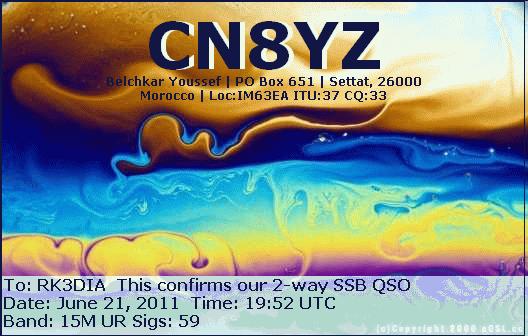 CN8YZ
Belchkar Youssef | PO Box 651 | Settat, 26000
Morocco | Loc:IM63EA ITU:37 CQ:33
To: RK3DIA  This confirms our 2-way SSB QSO
Date: June 21, 2011  Time: 19:52 UTC
Band: 15M UR Sigs: 59
(c)Copyright 2000 eQSL